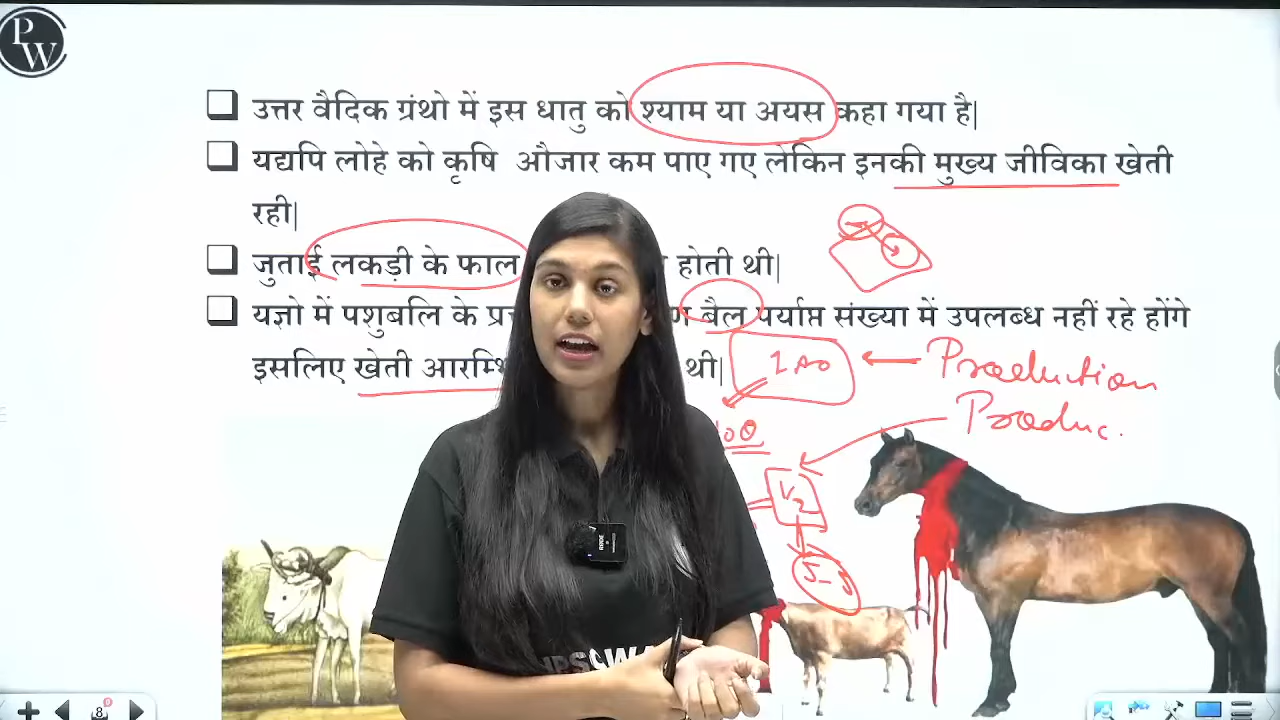 PW
उत्तर वैदिक ग्रंथो में इस धातु को श्याम या अयस कहा गया है|
यद्यपि लोहे को कृषि औजार कम पाए गए लेकिन इनकी मुख्य जीविका खेती
रही|
जुताई लकड़ी के फाल होती थी|
यज्ञो में पशुबलि के बैल पर्याप्त संख्या में उपलब्ध नहीं रहे होंगे
इसलिए खेती थी|
Production
Produc.
8